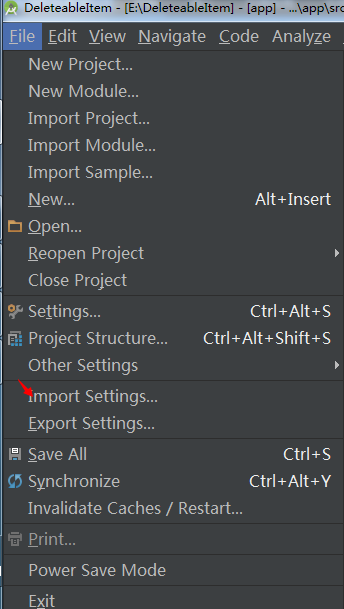 DeleteableItem - [E:\DeleteableItem] - [app] - ...\app\src
File Edit View Navigate Code Analyze
New Project...
New Module...
Import Project...
Import Module...
Import Sample...
New... Alt+Insert
Open...
Reopen Project
Close Project
Settings... Ctrl+Alt+S
Project Structure... Ctrl+Alt+Shift+S
Other Settings
Import Settings...
Export Settings...
Save All Ctrl+S
Synchronize Ctrl+Alt+Y
Invalidate Caches / Restart...
Print...
Power Save Mode
Exit